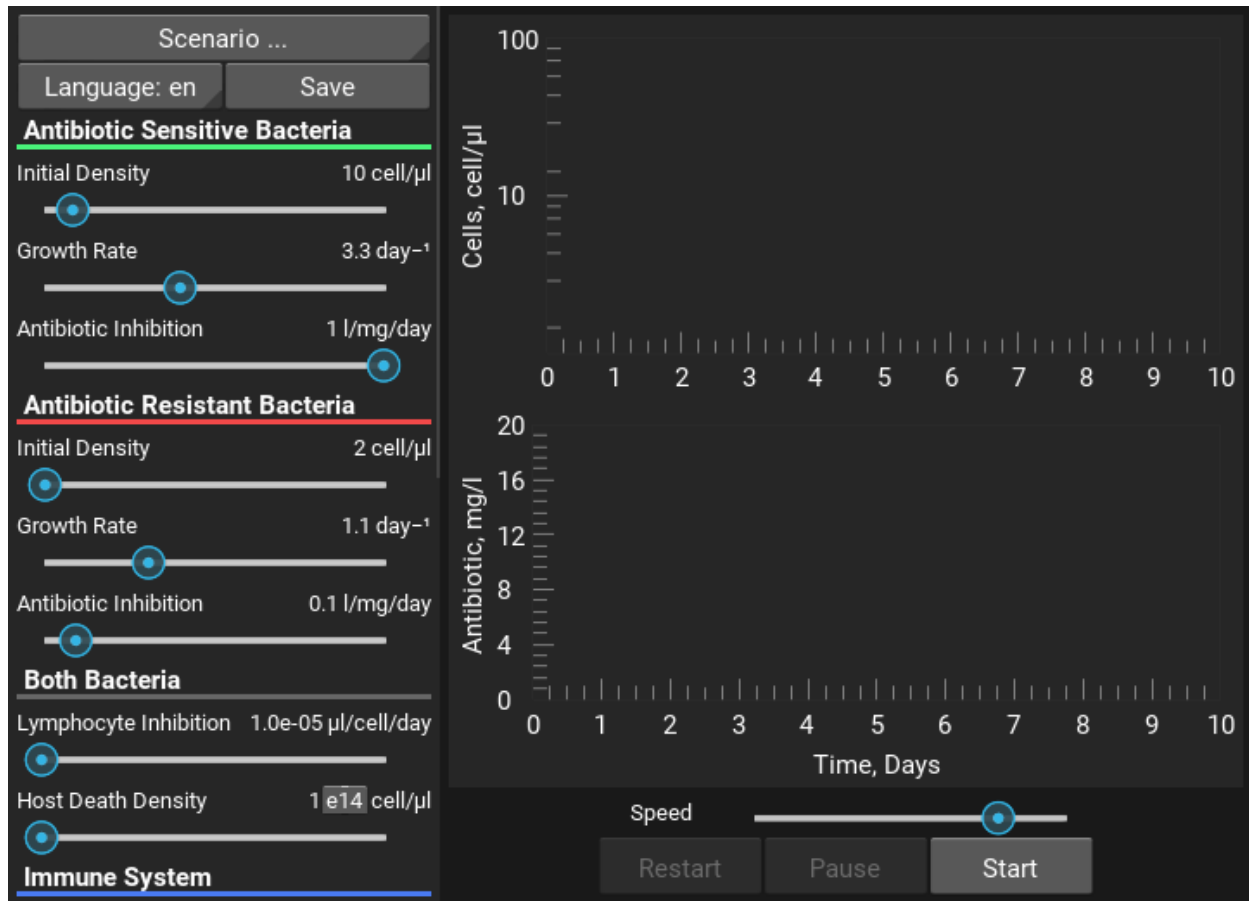 Scenario ...
Language: en
Save
Antibiotic Sensitive Bacteria
Initial Density 10 cell/µl
Growth Rate 3.3 day⁻¹
Antibiotic Inhibition 1 l/mg/day
Antibiotic Resistant Bacteria
Initial Density 2 cell/µl
Growth Rate 1.1 day⁻¹
Antibiotic Inhibition 0.1 l/mg/day
Both Bacteria
Lymphocyte Inhibition 1.0e-05 µl/cell/day
Host Death Density 1 e14 cell/µl
Immune System
Cells, cell/µl
100
10
0 1 2 3 4 5 6 7 8 9 10
Antibiotic, mg/l
20
16
12
8
4
0
0 1 2 3 4 5 6 7 8 9 10
Time, Days
Speed
Restart
Pause
Start